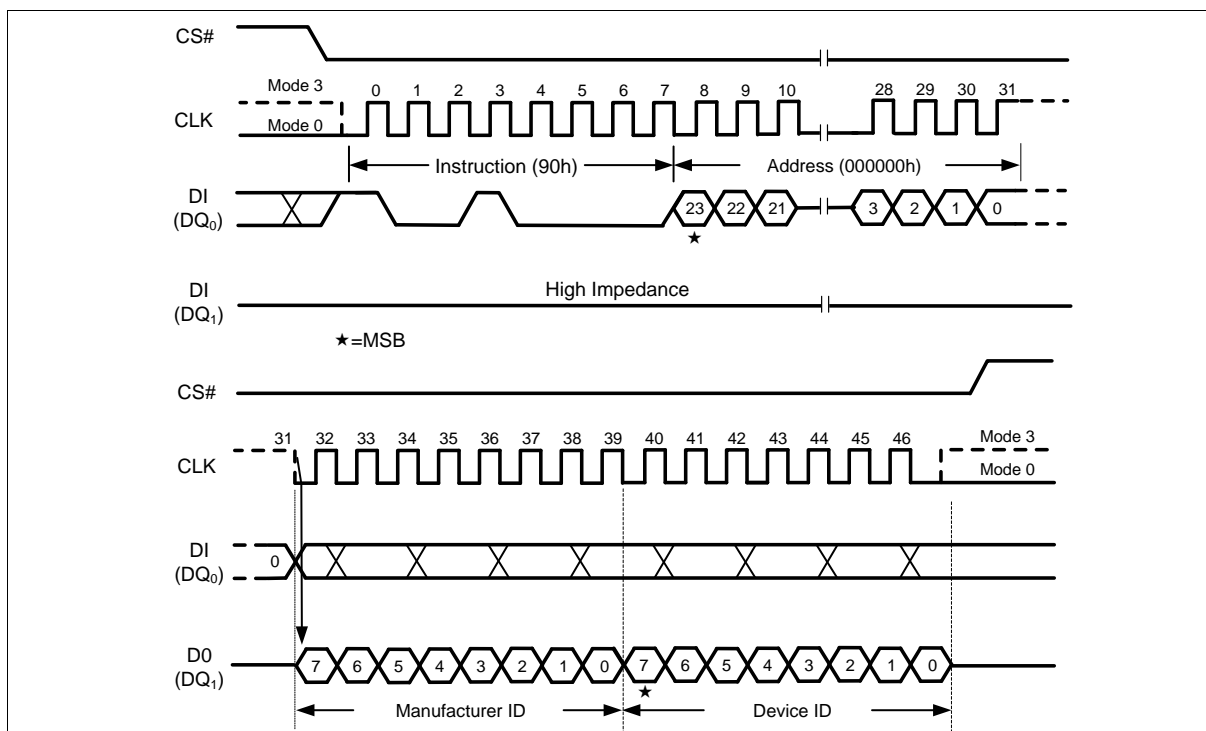 CS#
Mode 3
0 1 2 3 4 5 6 7 8 9 10 28 29 30 31
CLK
Mode 0
Instruction (90h)
Address (000000h)
DI
(DQ0)
23 22 21 3 2 1 0
★
High Impedance
DI
(DQ1)
★=MSB
CS#
31 32 33 34 35 36 37 38 39 40 41 42 43 44 45 46
Mode 3
CLK
Mode 0
DI
(DQ0)
0
D0
(DQ1)
7 6 5 4 3 2 1 0 7 6 5 4 3 2 1 0
★
Manufacturer ID
Device ID